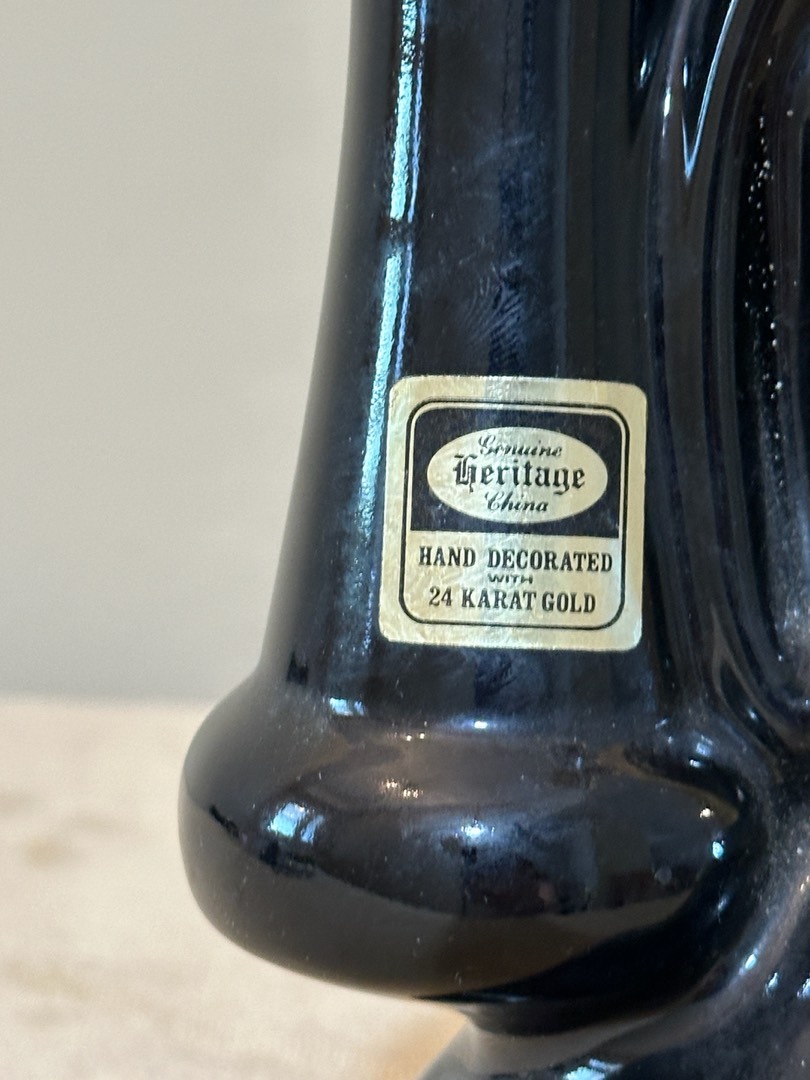 Genuine
Heritage
China
HAND DECORATED
WITH
24 KARAT GOLD